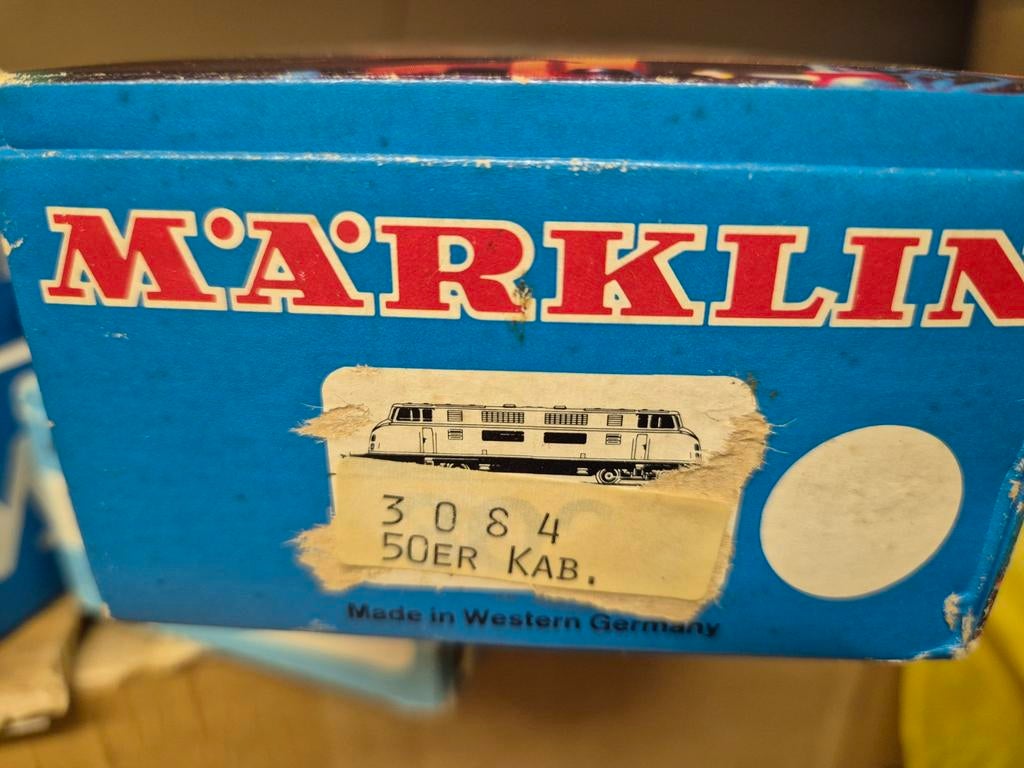 MÄRKLIN
3084
50ER KAB.
Made in Western Germany